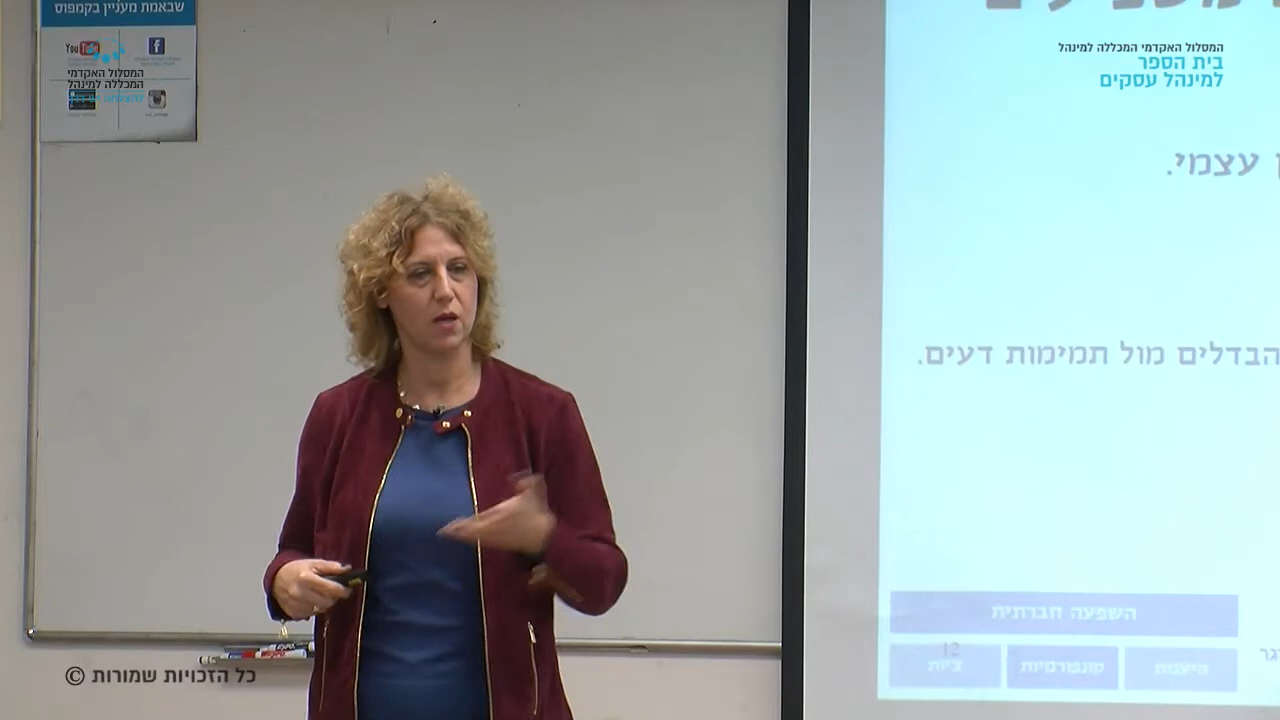 שבאמת מעניין בקמפוס
You Tube
המסלול האקדמי
המכללה למינהל
המסלול האקדמי המכללה למינהל
בית הספר
למינהל עסקים
עצמי.
הבדלים מול תמימות דעים.
השפעה חברתית
היענות
קונפורמיות
ציות
12
כל הזכויות שמורות ©